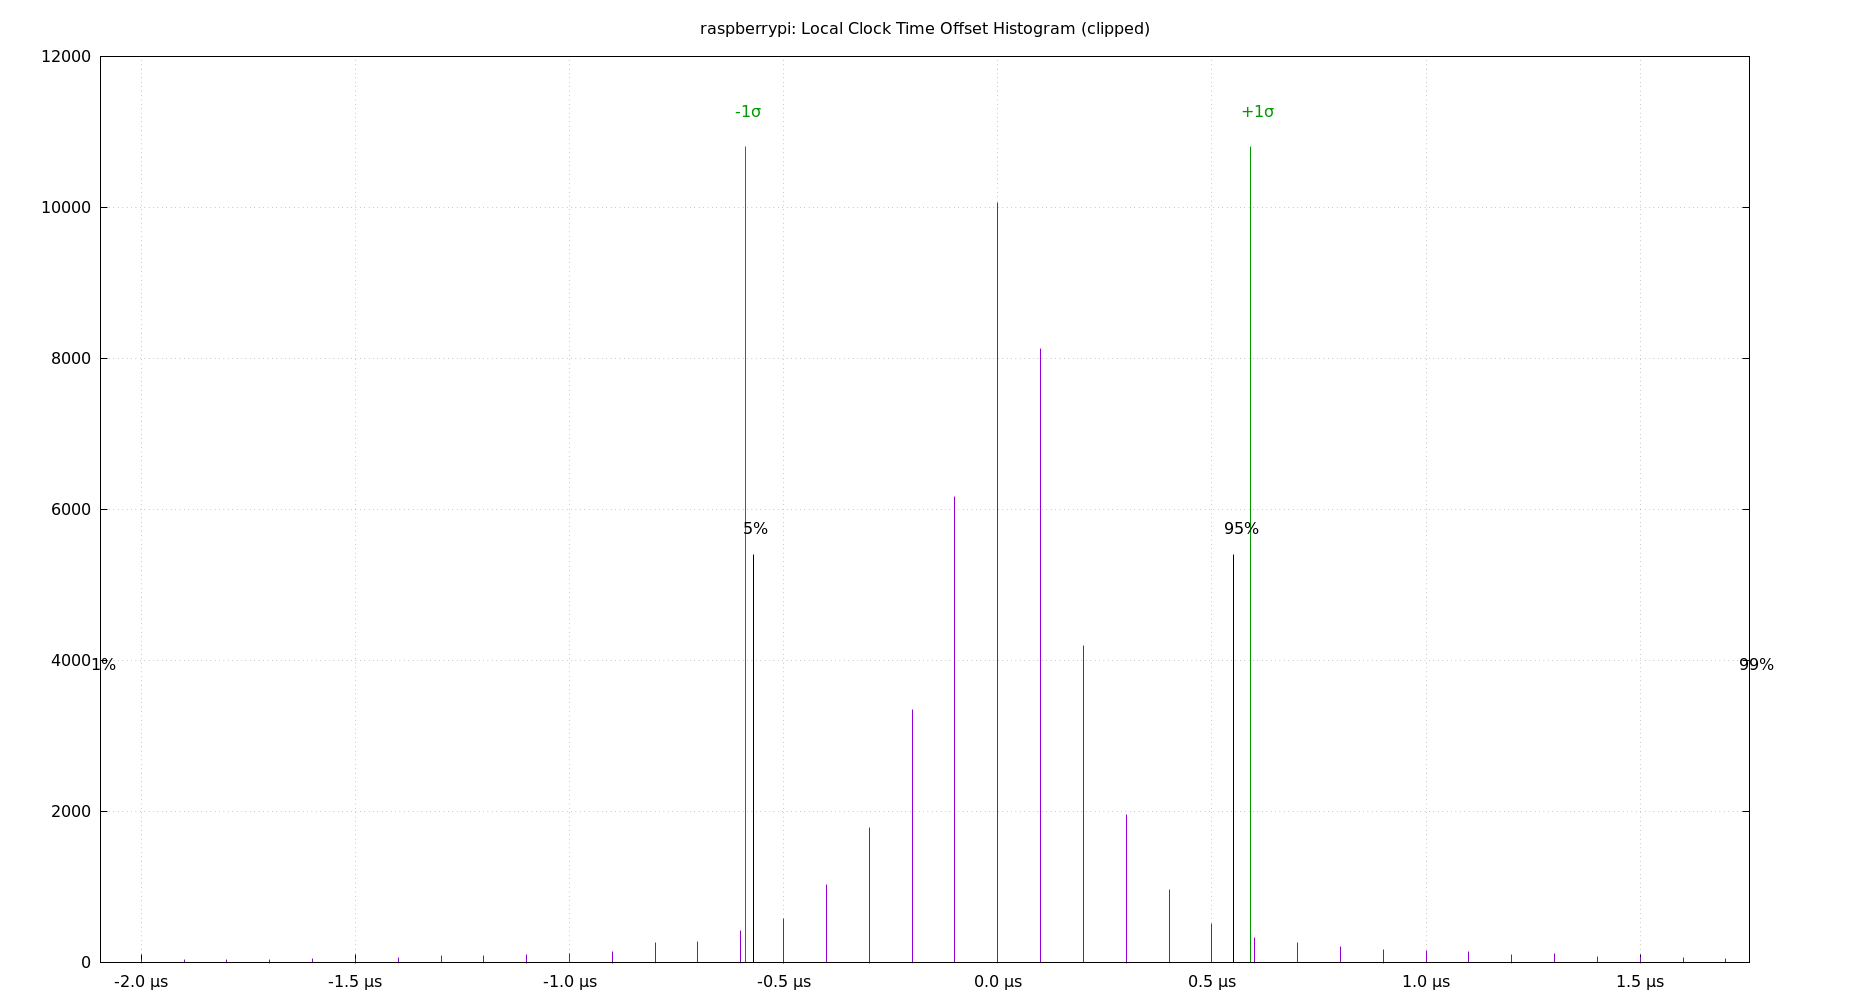 raspberrypi: Local Clock Time Offset Histogram (clipped)
12000
-1σ +1σ
10000
8000
6000
5% 95%
4000 1% 99%
2000
0
-2.0 µs -1.5 µs -1.0 µs -0.5 µs 0.0 µs 0.5 µs 1.0 µs 1.5 µs